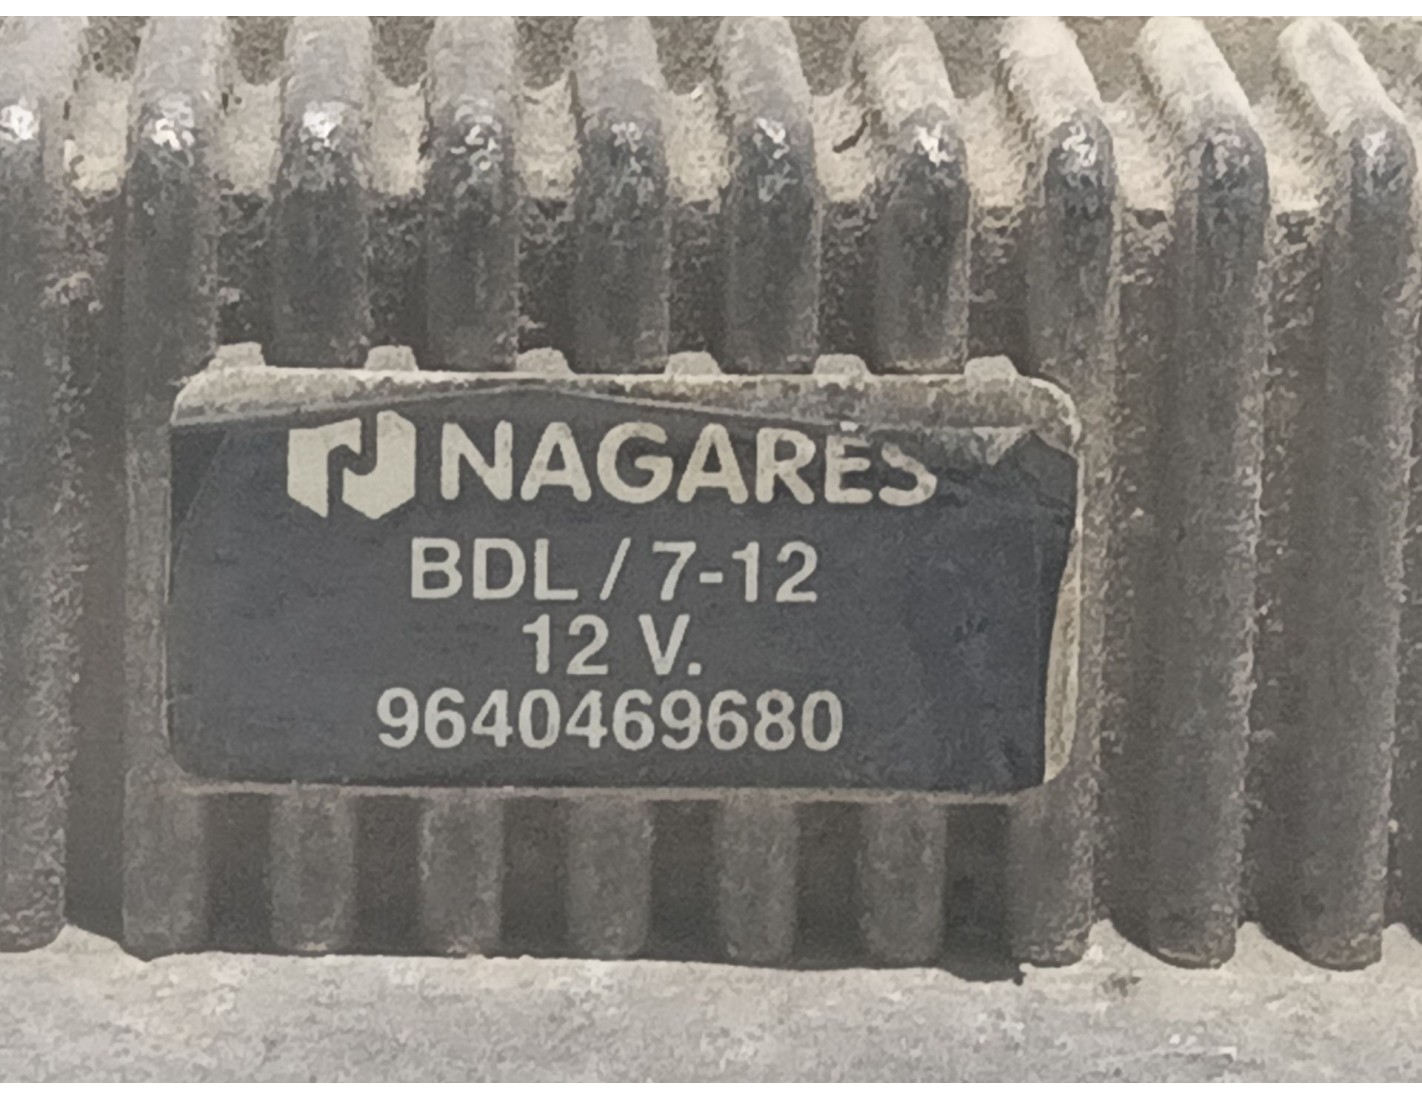 NAGARES
BDL / 7-12
12 V.
9640469680